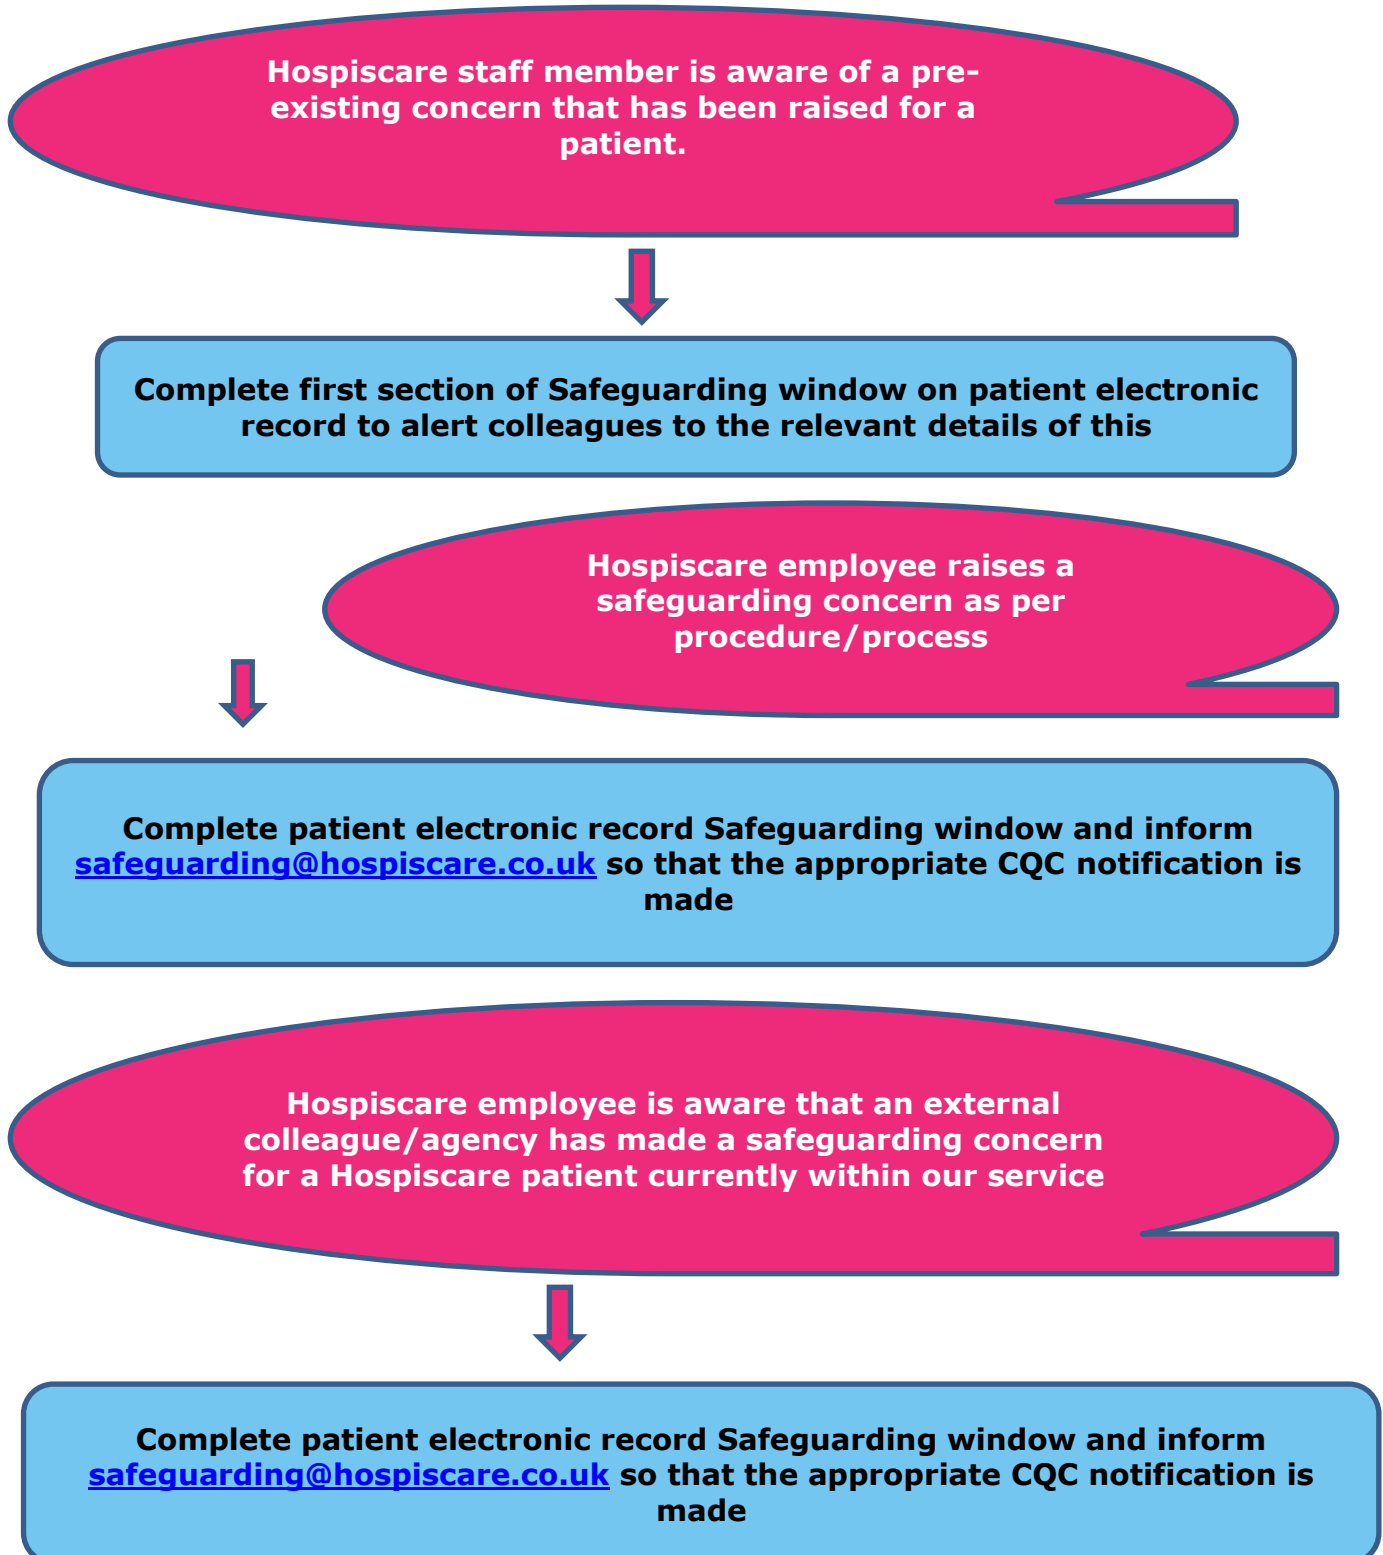 Hospiscare staff member is aware of a pre-
existing concern that has been raised for a
patient.
Complete first section of Safeguarding window on patient electronic
record to alert colleagues to the relevant details of this
Hospiscare employee raises a
safeguarding concern as per
procedure/process
Complete patient electronic record Safeguarding window and inform
safeguarding@hospiscare.co.uk so that the appropriate CQC notification is
made
Hospiscare employee is aware that an external
colleague/agency has made a safeguarding concern
for a Hospiscare patient currently within our service
Complete patient electronic record Safeguarding window and inform
safeguarding@hospiscare.co.uk so that the appropriate CQC notification is
made